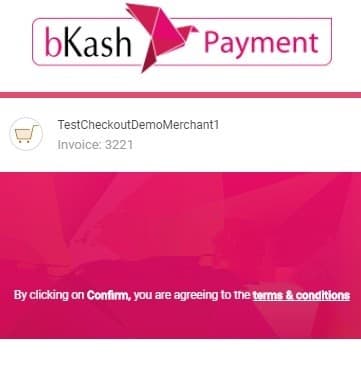 bKash Payment
TestCheckoutDemoMerchant1
Invoice: 3221
By clicking on Confirm, you are agreeing to the terms & conditions